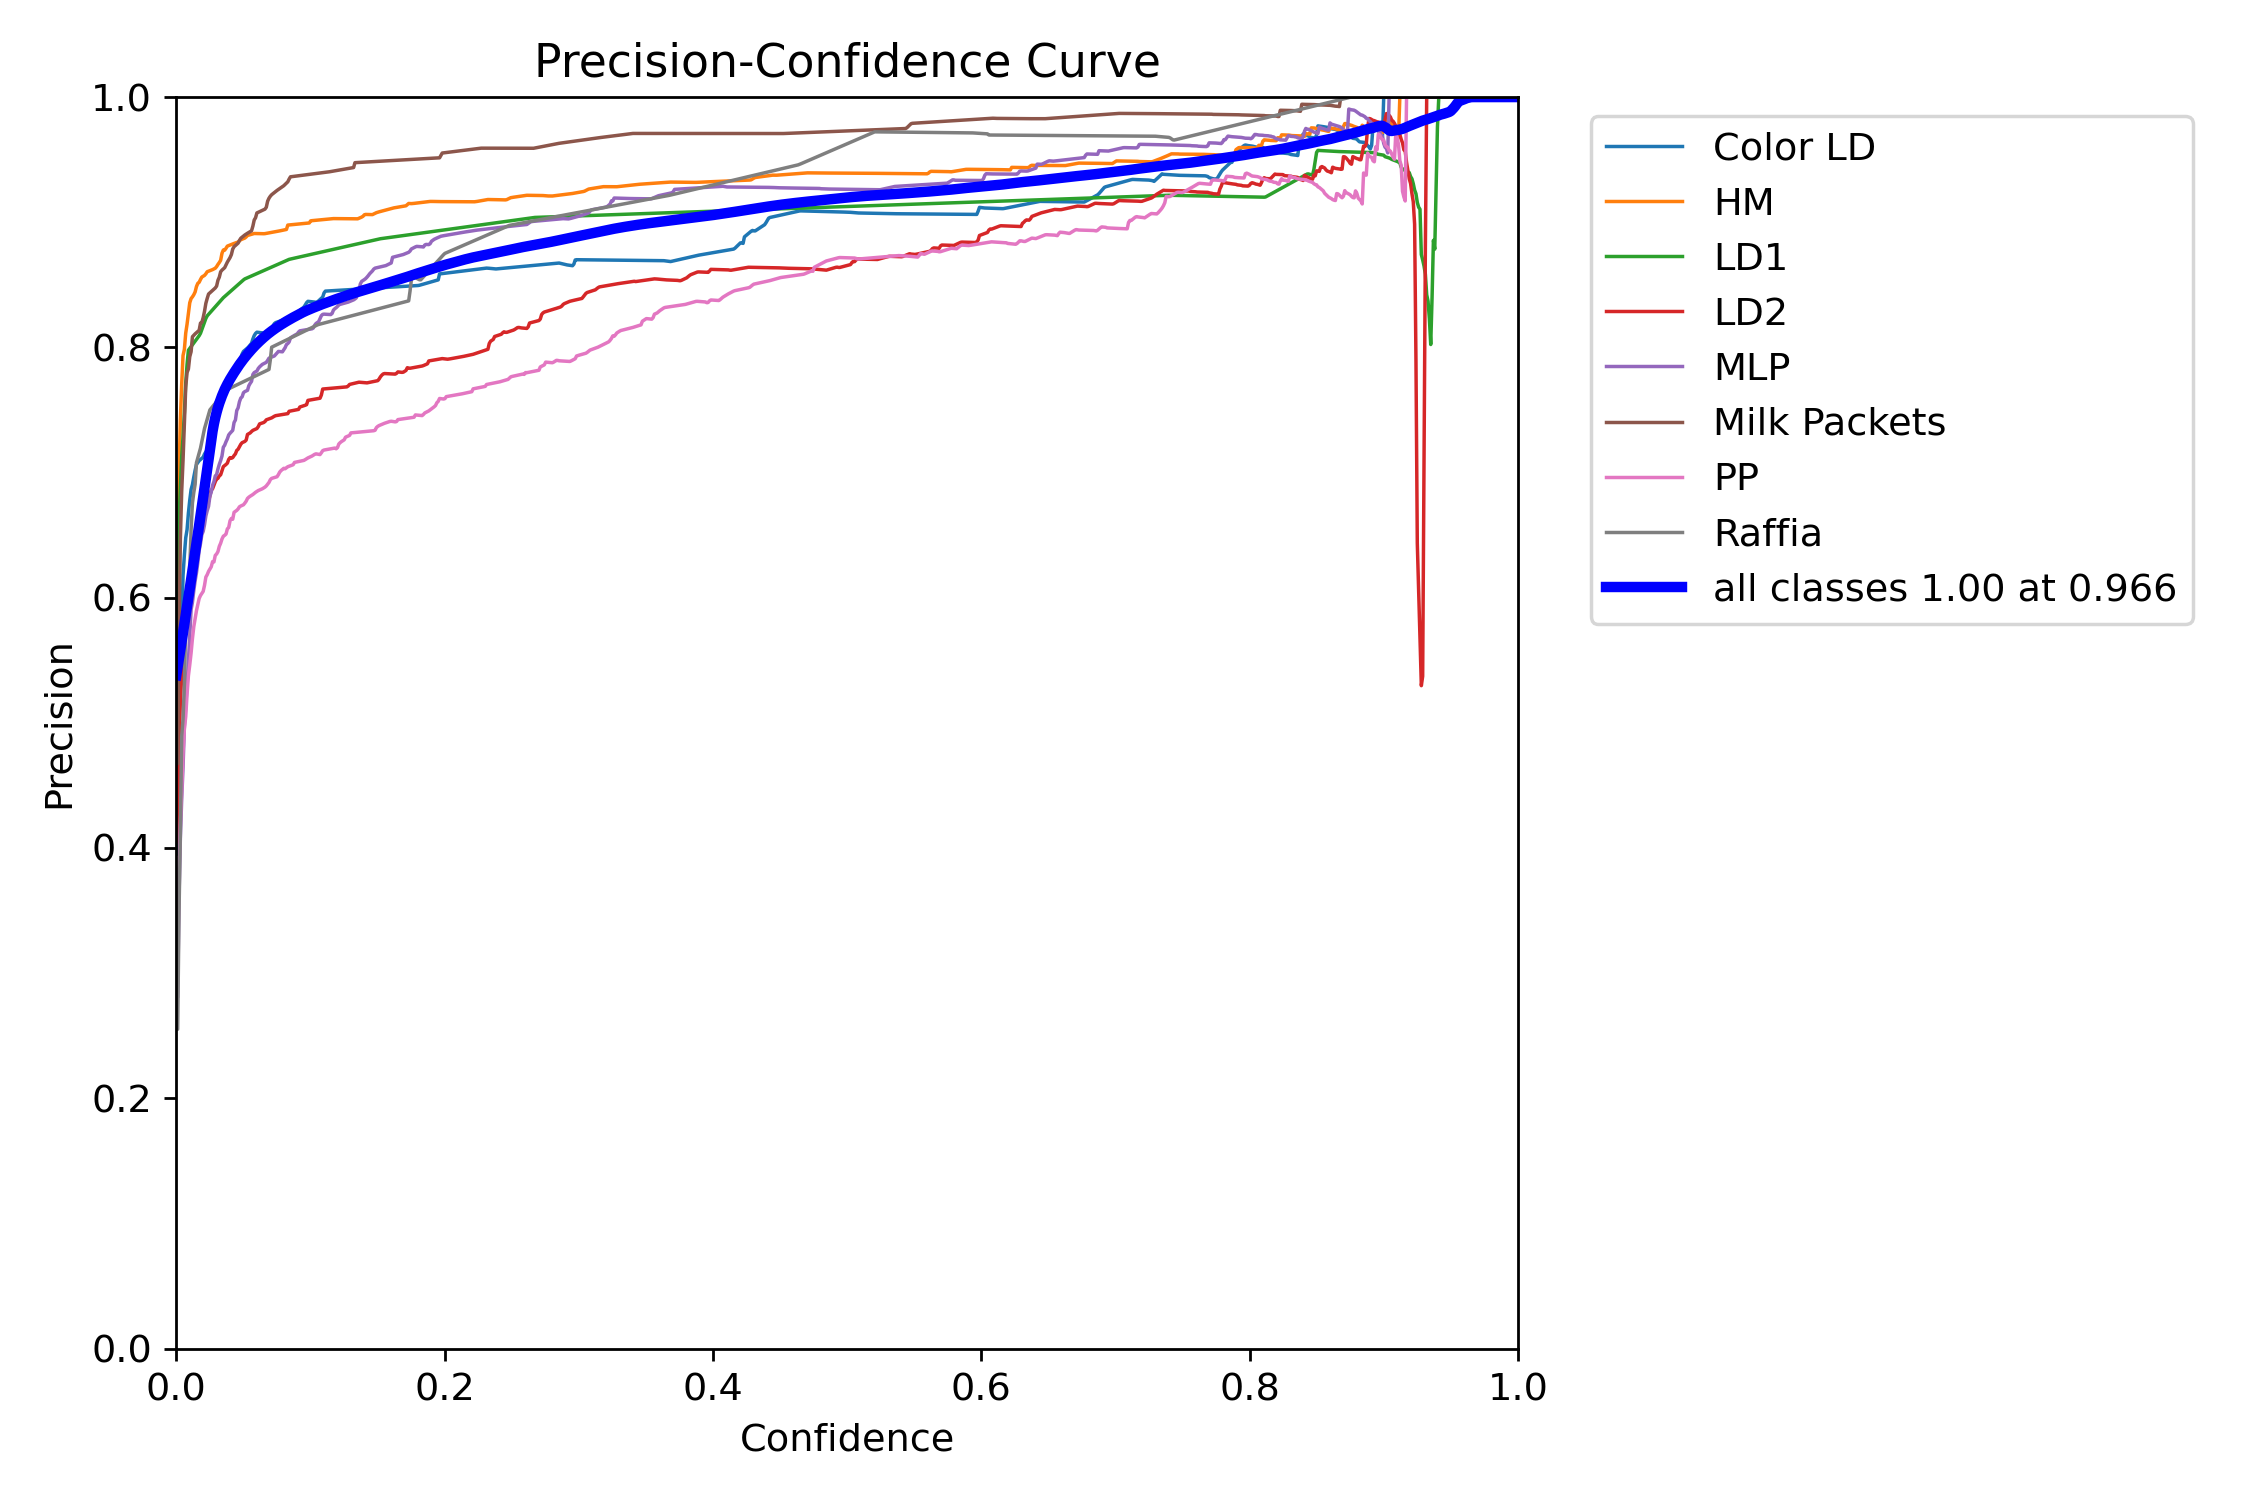 Precision-Confidence Curve
1.0
0.8
0.6
0.4
0.2
0.0
Precision
0.0 0.2 0.4 0.6 0.8 1.0
Confidence
Color LD
HM
LD1
LD2
MLP
Milk Packets
PP
Raffia
all classes 1.00 at 0.966